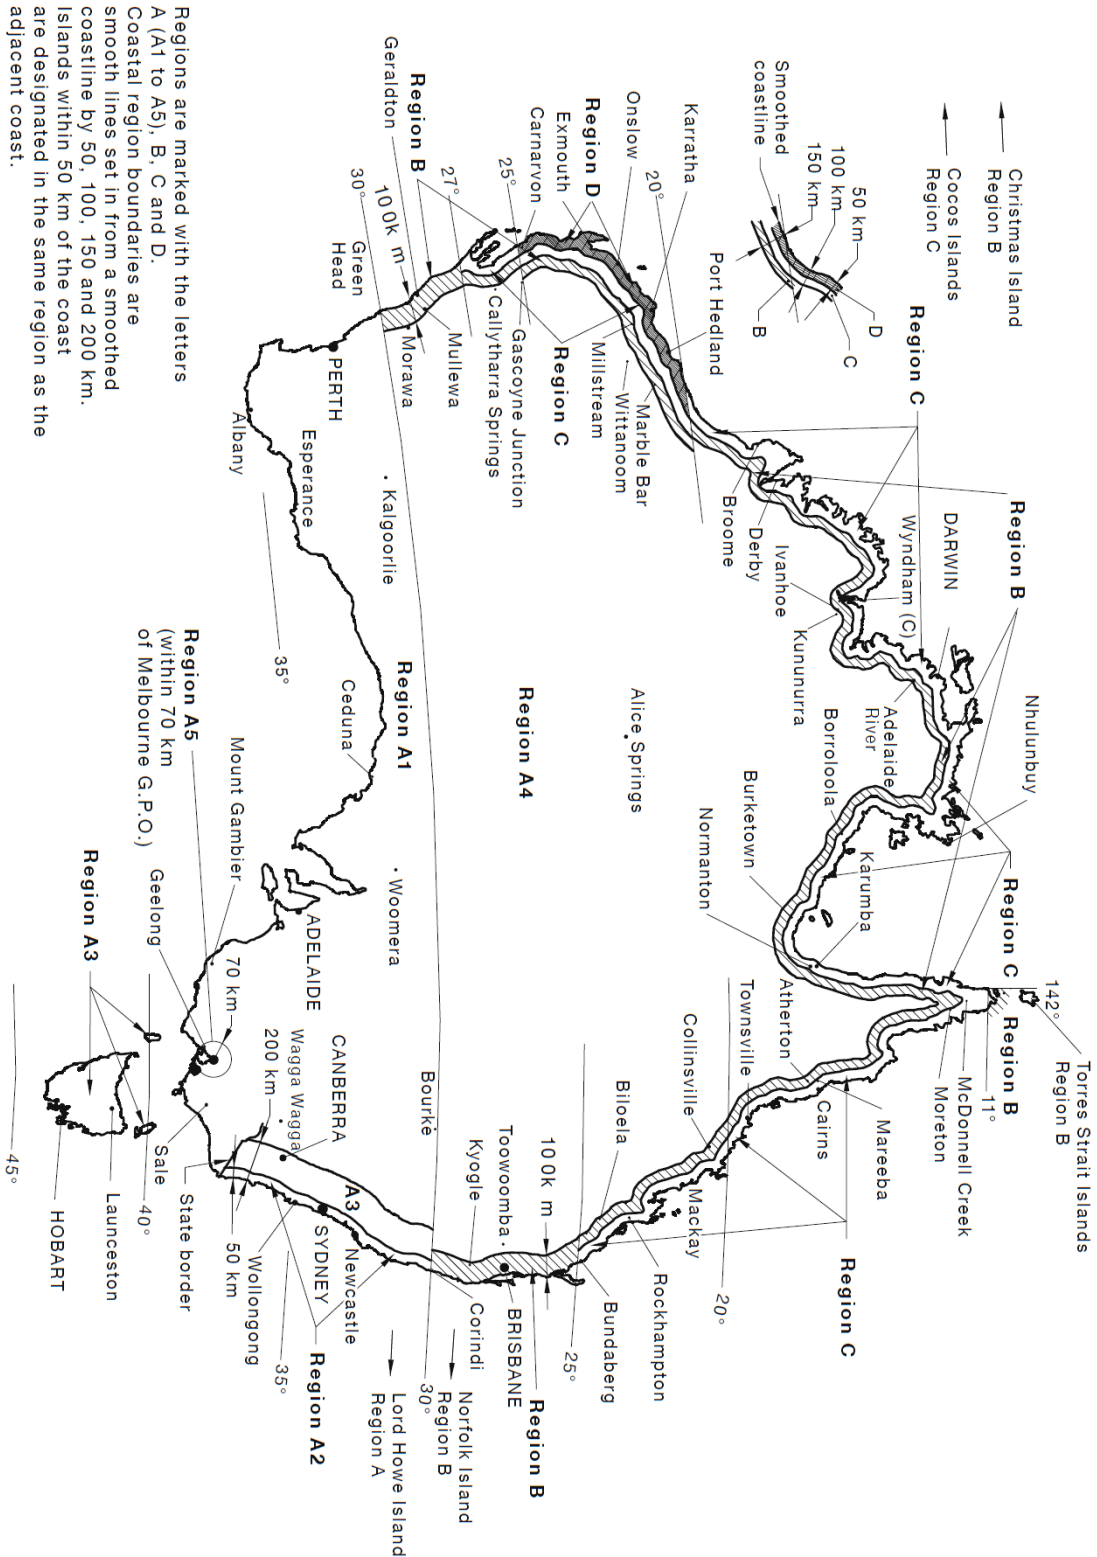 Christmas Island
Region B
Cocos Islands
Region C
50 km
100 km
150 km
Smoothed
coastline
D
C
B
Region C
Region B
DARWIN
Wyndham (C)
Nhulunbuy
Region C
142°
Torres Strait Islands
Region B
Region B
11°
McDonnell Creek
Moreton
Karratha
20°
Onslow
Region D
Exmouth
Carnarvon
25°
27°
Region B
Geraldton
100k m
30°
Green
Head
Port Hedland
Broome
Derby
Ivanhoe
Kununurra
Adelaide
River
Borroloola
Burketown
Normanton
Karumba
Atherton
Townsville
Collinsville
Cairns
Mareeba
Mackay
Region C
20°
Marble Bar
Wittanoom
Millstream
Region C
Gascoyne Junction
Callytharra Springs
Mullewa
Morawa
PERTH
Albany
Esperance
Kalgoorlie
35°
Alice Springs
Region A4
Region A1
Ceduna
Woomera
ADELAIDE
Biloela
Rockhampton
Bundaberg
25°
100k m
Toowoomba
Kyogle
Bourke
Region B
BRISBANE
Corindi
Norfolk Island
Region B
30°
Lord Howe Island
Region A
CANBERRA
Wagga Wagga
200 km
A3
Newcastle
SYDNEY
Region A2
35°
Wollongong
50 km
State border
Sale
40°
70 km
Mount Gambier
Region A5
(within 70 km
of Melbourne G.P.O.)
Geelong
Region A3
Launceston
HOBART
45°
Regions are marked with the letters
A (A1 to A5), B, C and D.
Coastal region boundaries are
smooth lines set in from a smoothed
coastline by 50, 100, 150 and 200 km.
Islands within 50 km of the coast
are designated in the same region as the
adjacent coast.